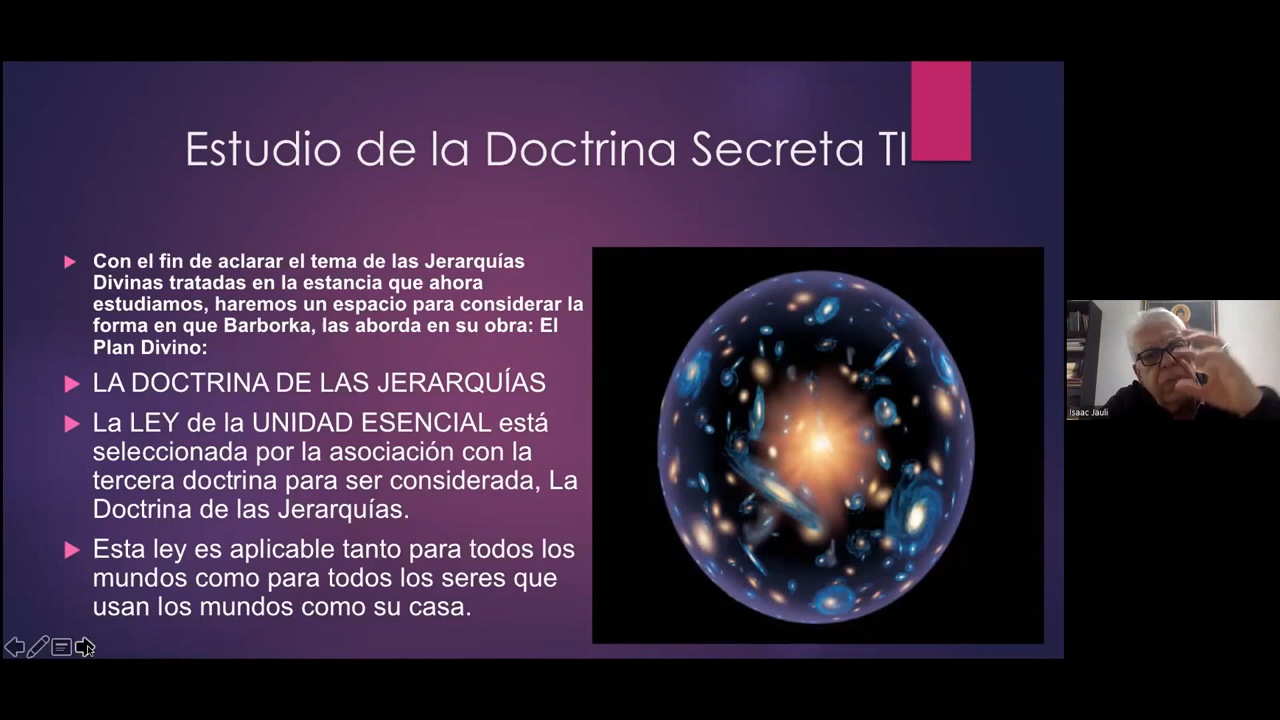 Estudio de la Doctrina Secreta TI
Con el fin de aclarar el tema de las Jerarquías
Divinas tratadas en la estancia que ahora
estudiamos, haremos un espacio para considerar la
forma en que Barborka, las aborda en su obra: El
Plan Divino:
LA DOCTRINA DE LAS JERARQUÍAS
La LEY de la UNIDAD ESENCIAL está
seleccionada por la asociación con la
tercera doctrina para ser considerada, La
Doctrina de las Jerarquías.
Esta ley es aplicable tanto para todos los
mundos como para todos los seres que
usan los mundos como su casa.
Isaac Jauli